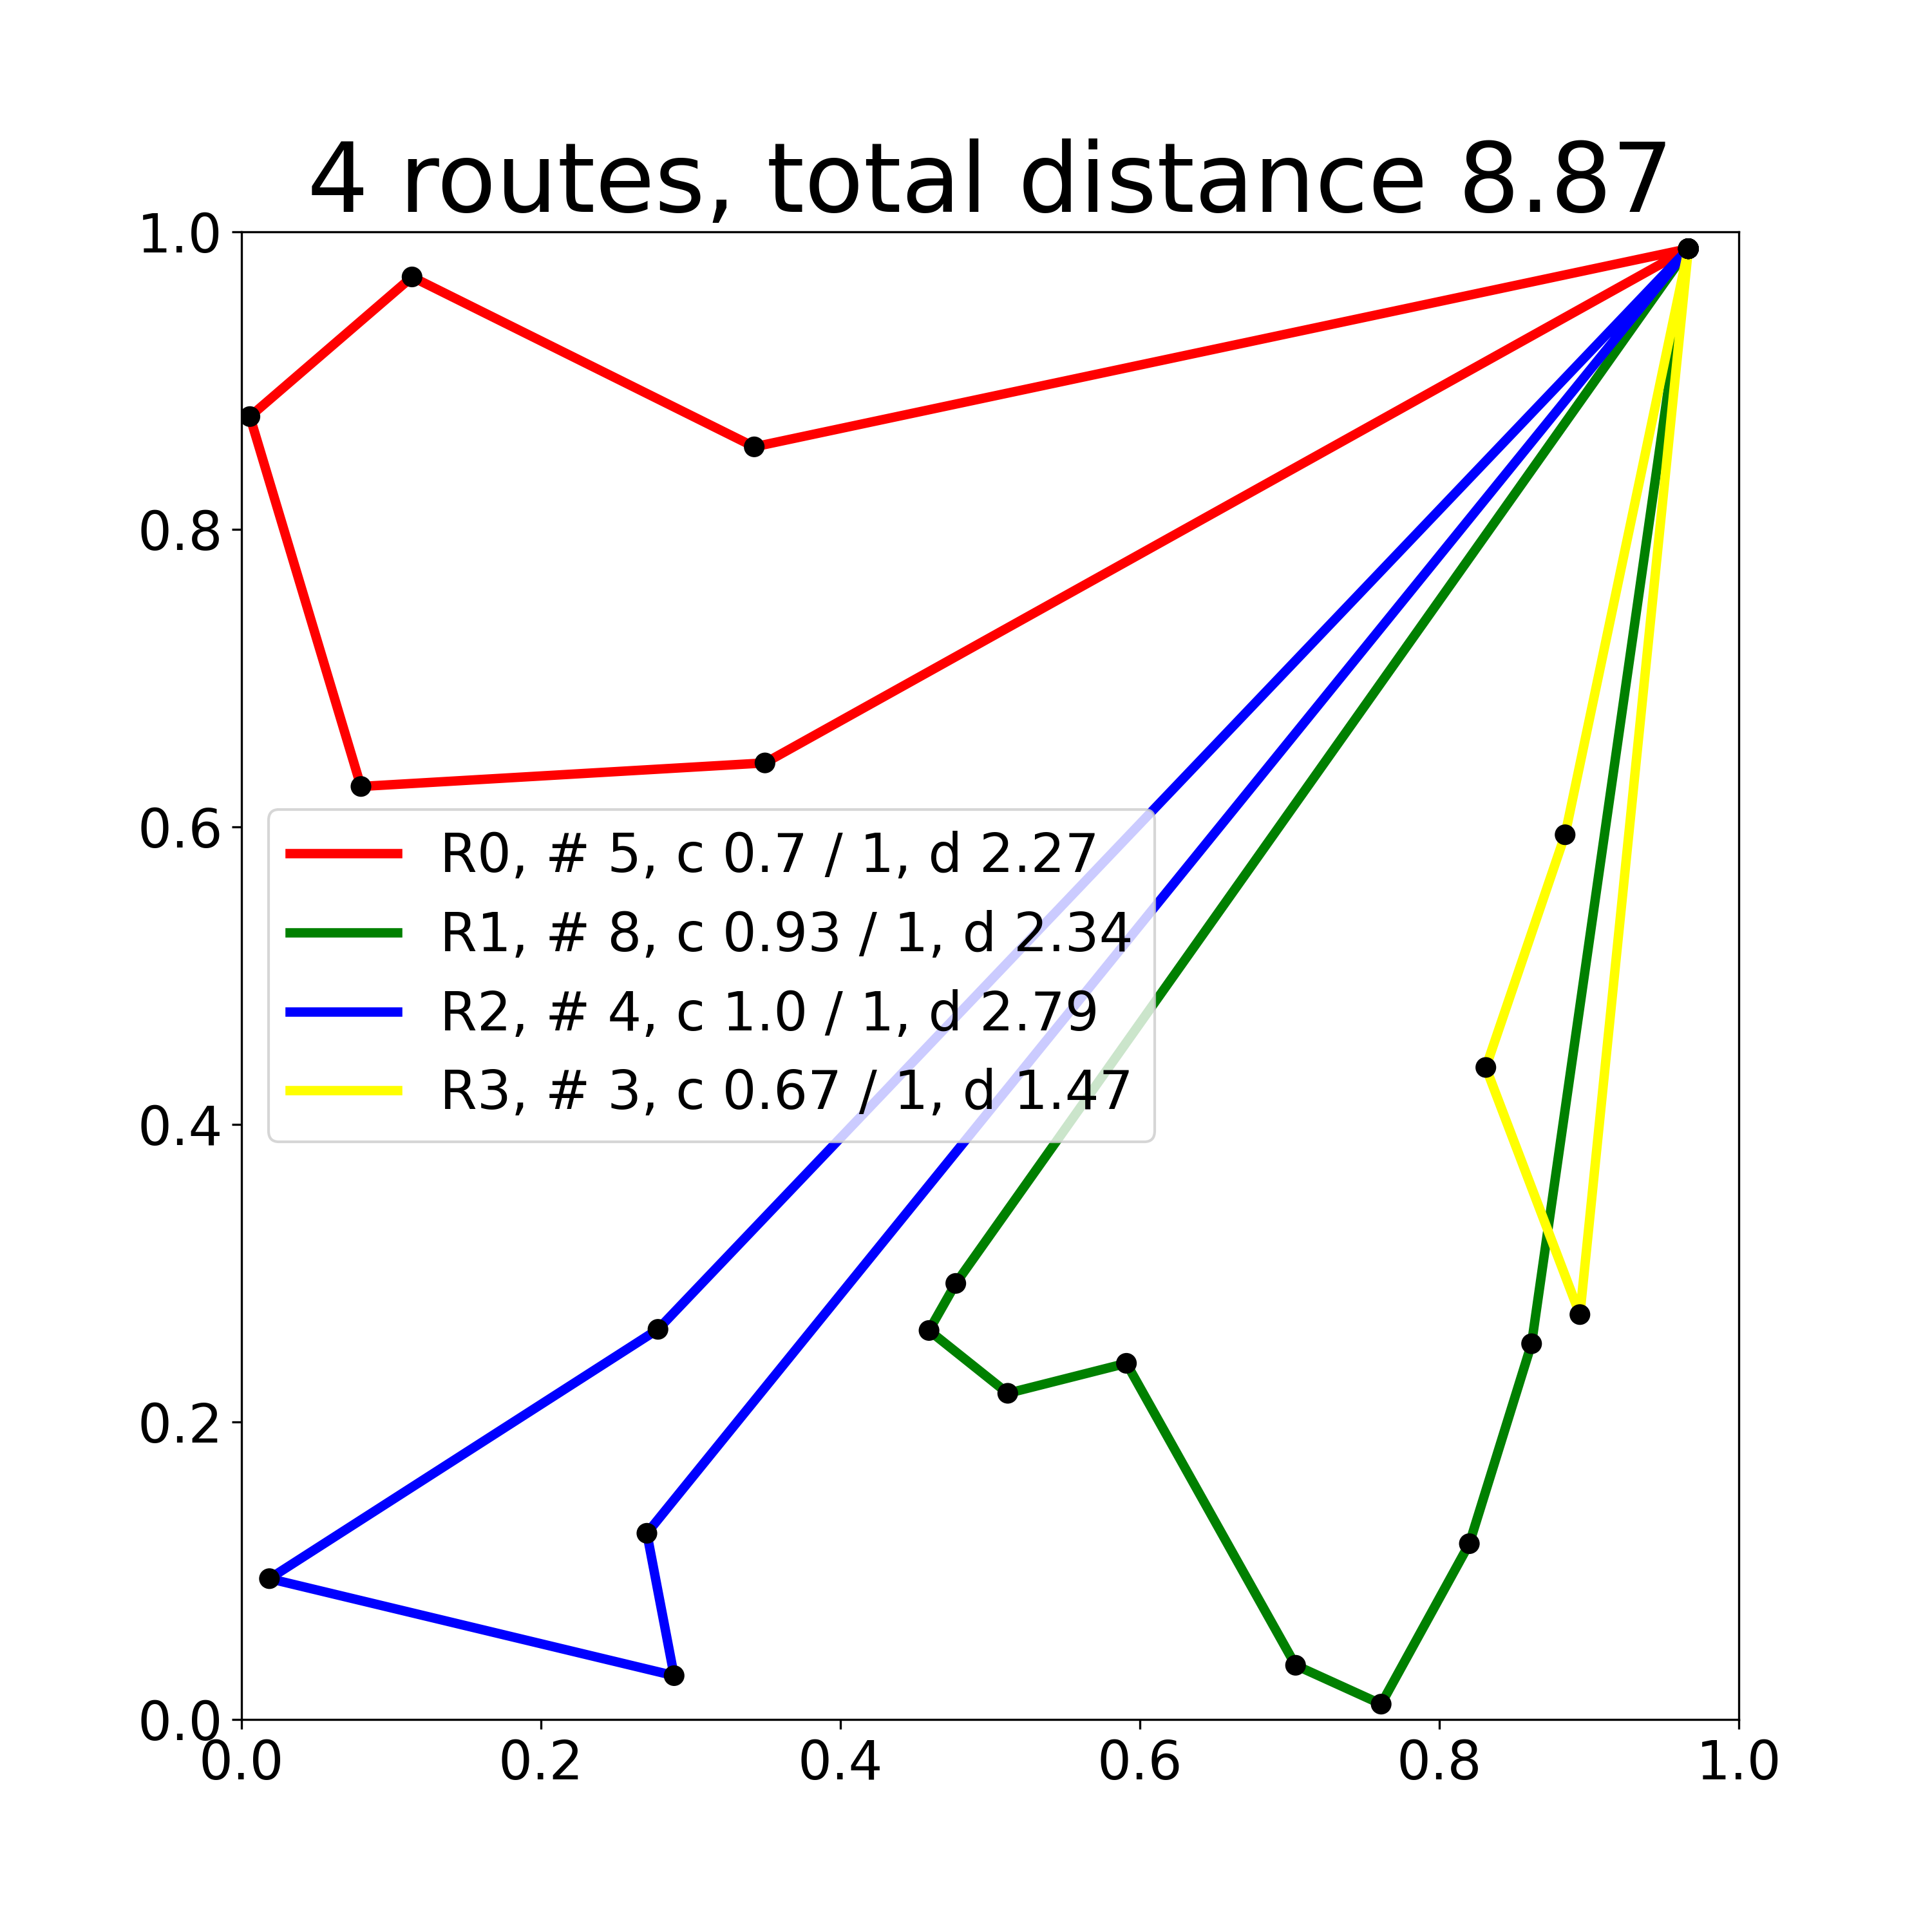 4 routes, total distance 8.87
1.0
0.8
0.6
0.4
0.2
0.0
R0, # 5, c 0.7 / 1, d 2.27
R1, # 8, c 0.93 / 1, d 2.34
R2, # 4, c 1.0 / 1, d 2.79
R3, # 3, c 0.67 / 1, d 1.47
0.0 0.2 0.4 0.6 0.8 1.0